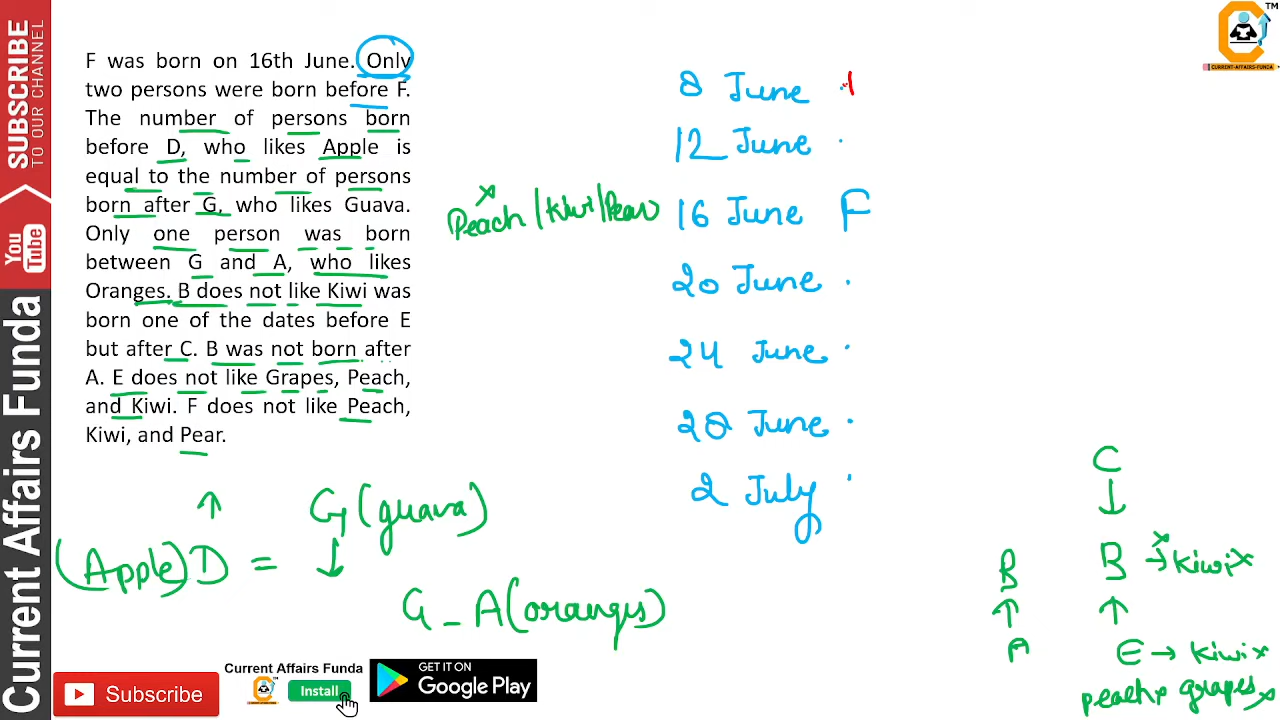 SUBSCRIBE
TO OUR CHANNEL
You Tube
Current Affairs Funda
F was born on 16th June. Only
two persons were born before F.
The number of persons born
before D, who likes Apple is
equal to the number of persons
born after G, who likes Guava.
Only one person was born
between G and A, who likes
Oranges. B does not like Kiwi was
born one of the dates before E
but after C. B was not born after
A. E does not like Grapes, Peach,
and Kiwi. F does not like Peach,
Kiwi, and Pear.
TM
CURRENT-AFFAIRS-FUNDA
8 June
12 June
Peach/Kiwi/Pear 16 June F
20 June
24 June
28 June
2 July
G (guava)
(Apple) D =
G _ A (oranges)
B
A
C
B → Kiwi x
E → Kiwi x
peach x grapes x
Subscribe
Current Affairs Funda
Install
GET IT ON
Google Play